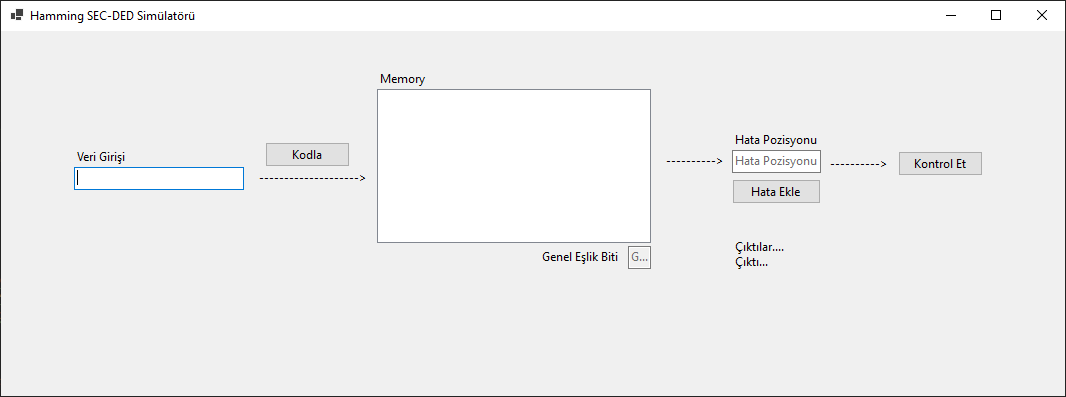 Hamming SEC-DED Simülatörü
Memory
Veri Girişi
Kodla
-------------------->
Genel Eşlik Biti
G...
---------->
Hata Pozisyonu
Hata Pozisyonu
Hata Ekle
---------->
Kontrol Et
Çıktılar....
Çıktı...